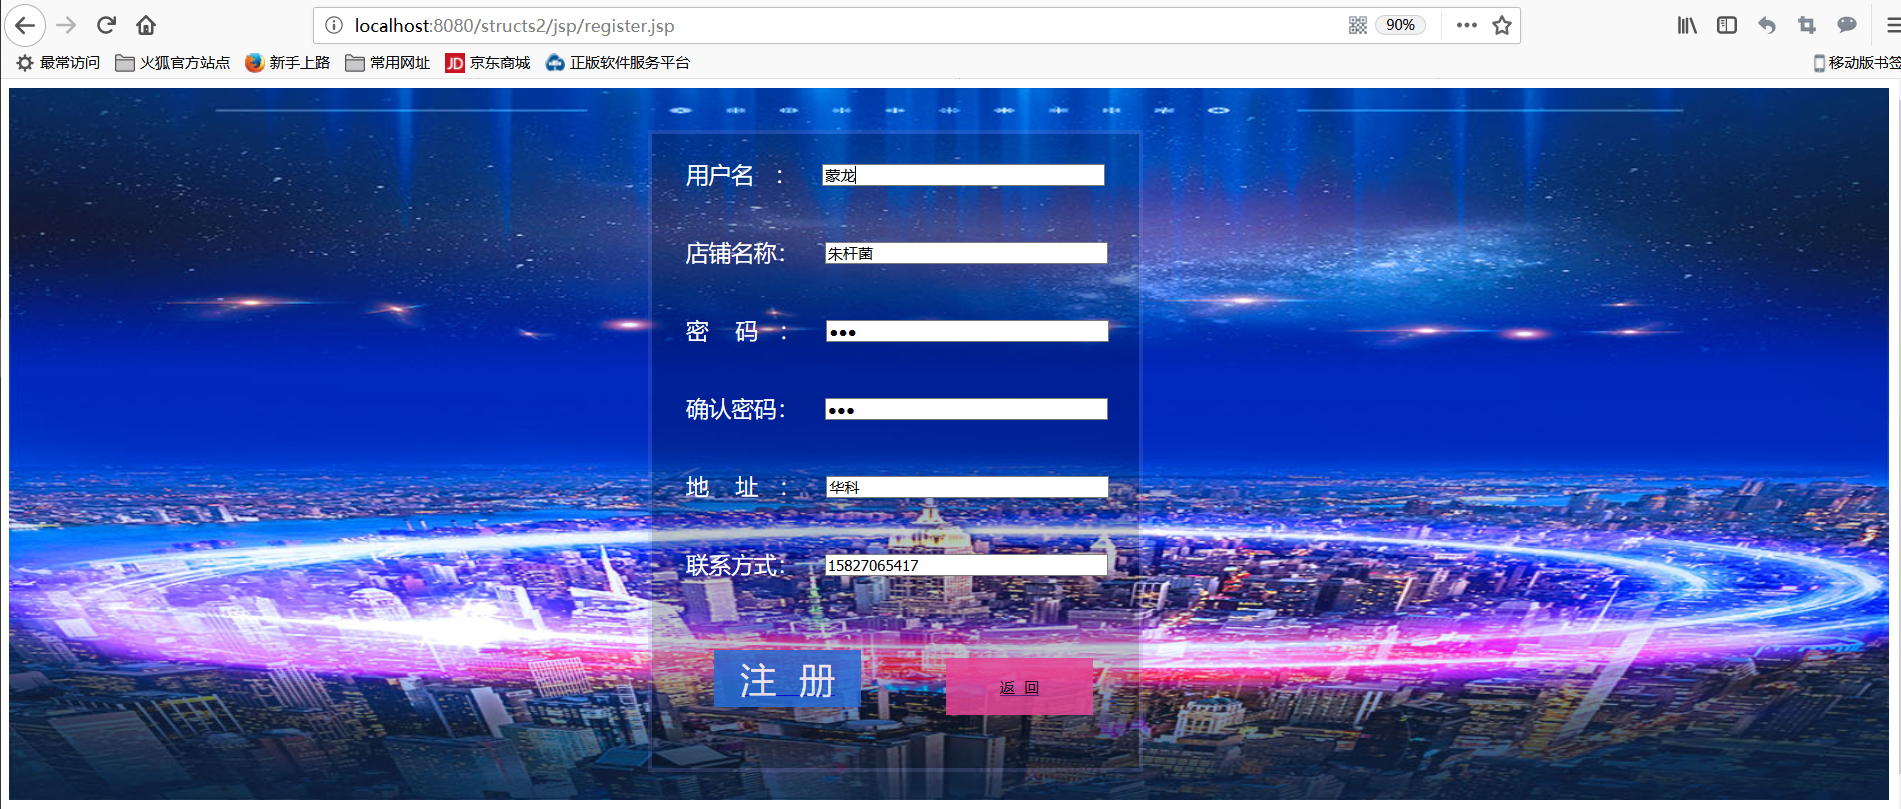 localhost:8080/structs2/jsp/register.jsp 90%
最常访问 火狐官方站点 新手上路 常用网址 JD 京东商城 正版软件服务平台 移动版书签
用户名 ： 蒙龙
店铺名称： 朱杆菌
密 码 ： ●●●
确认密码： ●●●
地 址 ： 华科
联系方式： 15827065417
注 册 返 回